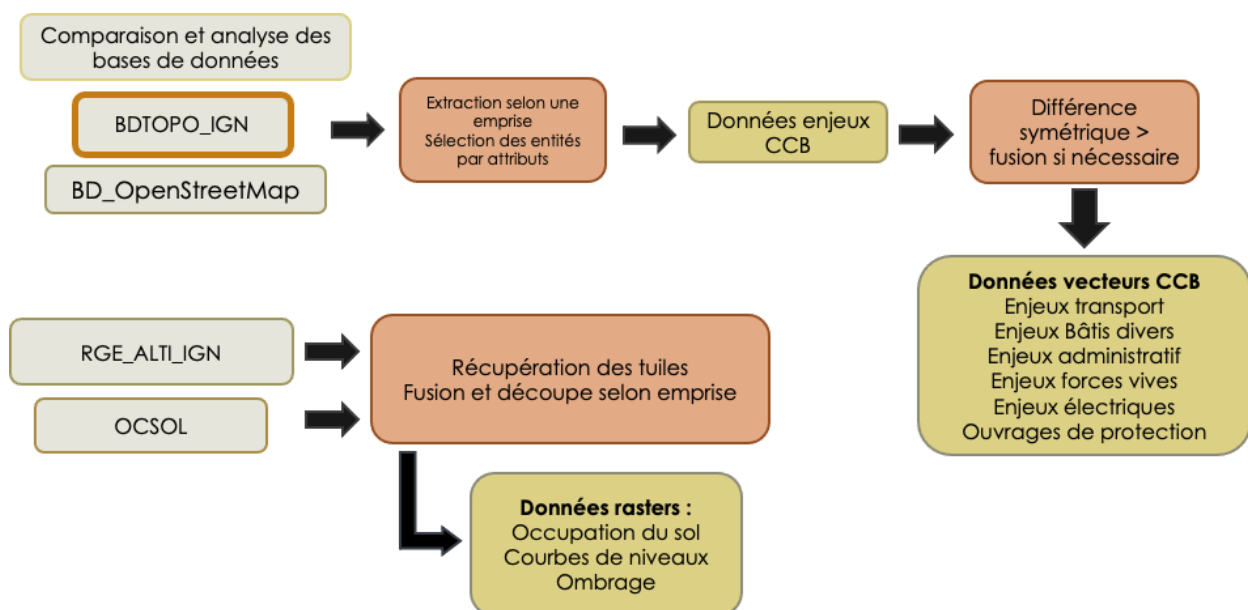 Comparaison et analyse des
bases de données
BDTOPO_IGN
BD_OpenStreetMap
Extraction selon une
emprise
Sélection des entités
par attributs
Données enjeux
CCB
Différence
symétrique >
fusion si nécessaire
Données vecteurs CCB
Enjeux transport
Enjeux Bâtis divers
Enjeux administratif
Enjeux forces vives
Enjeux électriques
Ouvrages de protection
RGE_ALTI_IGN
OCSOL
Récupération des tuiles
Fusion et découpe selon emprise
Données rasters :
Occupation du sol
Courbes de niveaux
Ombrage